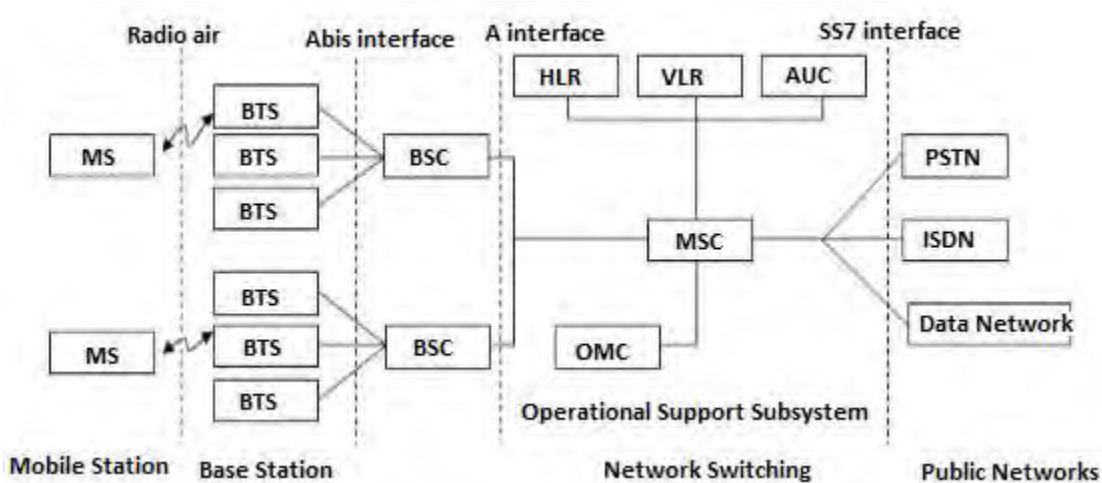 Radio air
Abis interface
A interface
SS7 interface
HLR
VLR
AUC
BTS
MS
BTS
BSC
PSTN
BTS
MSC
ISDN
BTS
Data Network
MS
BTS
BSC
OMC
BTS
Operational Support Subsystem
Mobile Station
Base Station
Network Switching
Public Networks